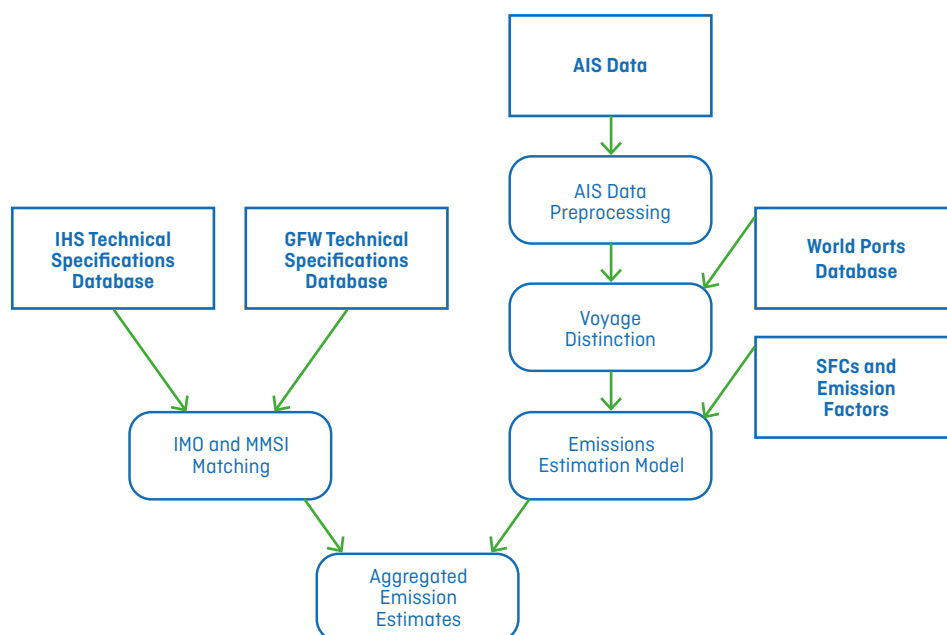 AIS Data
AIS Data
Preprocessing
IHS Technical
Specifications
Database
GFW Technical
Specifications
Database
World Ports
Database
Voyage
Distinction
SFCs and
Emission
Factors
IMO and MMSI
Matching
Emissions
Estimation Model
Aggregated
Emission
Estimates